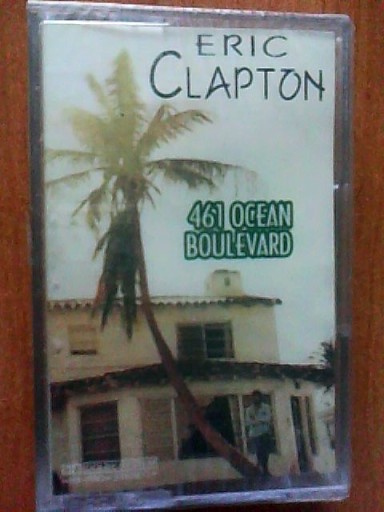 ERIC
CLAPTON
461 OCEAN
BOULEVARD